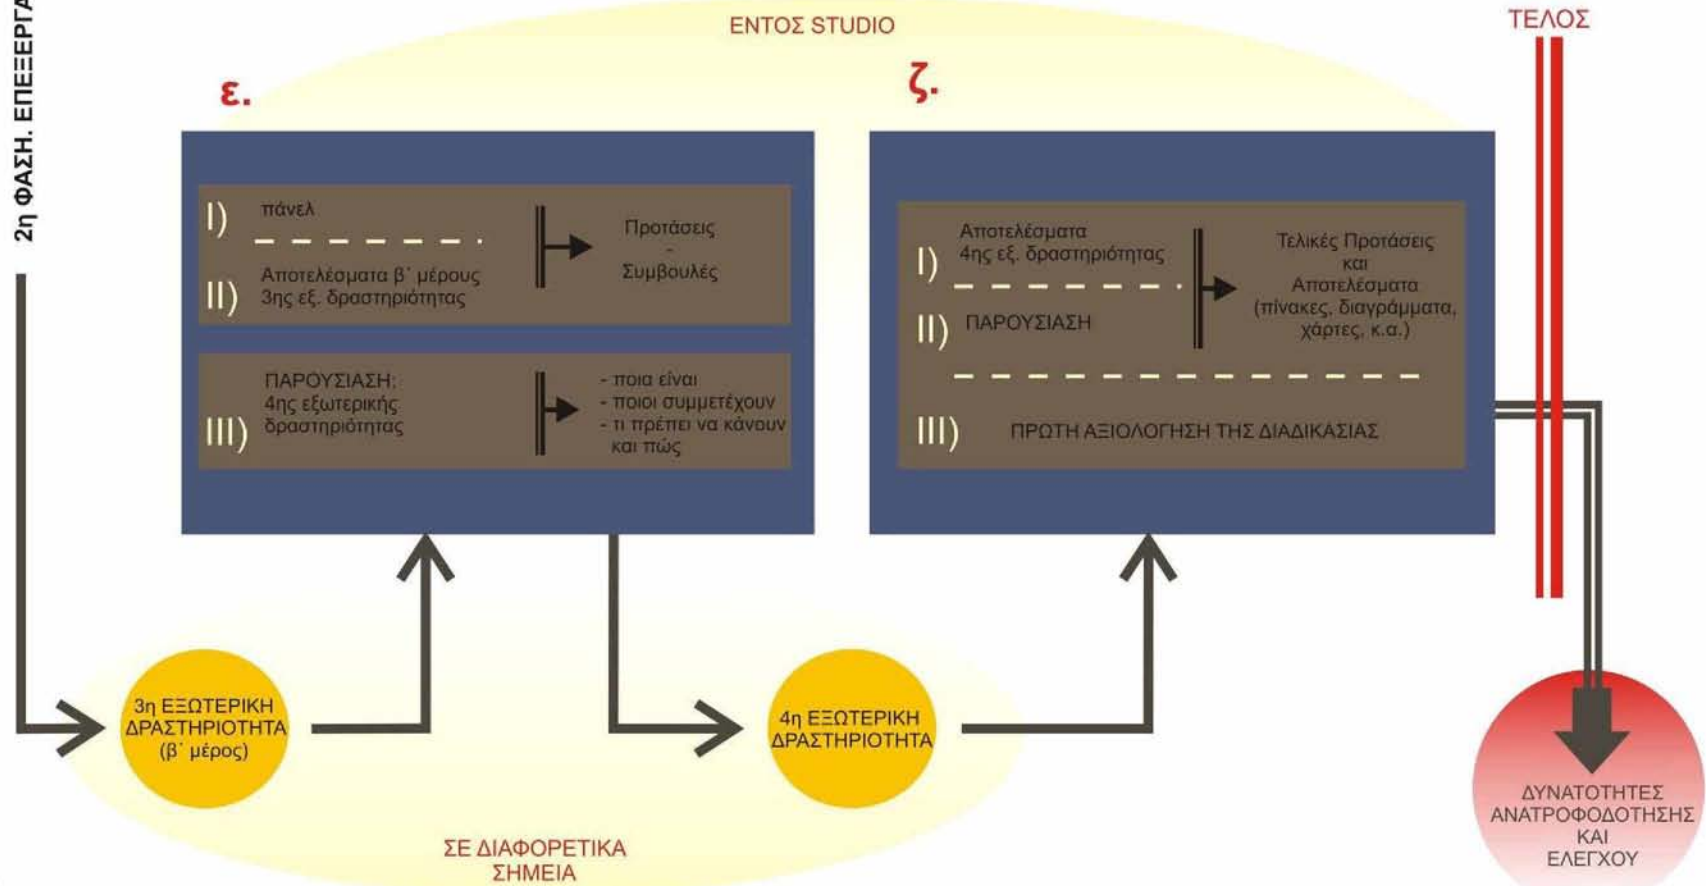 2η ΦΑΣΗ.
ΕΝΤΟΣ STUDIO
ΤΕΛΟΣ
ε.
I) πάνελ
II) Αποτελέσματα β΄ μέρους
3ης εξ. δραστηριότητας
Προτάσεις
-
Συμβουλές
III) ΠΑΡΟΥΣΙΑΣΗ:
4ης εξωτερικής
δραστηριότητας
- ποια είναι
- ποιοι συμμετέχουν
- τι πρέπει να κάνουν
και πώς
ζ.
I) Αποτελέσματα
4ης εξ. δραστηριότητας
II) ΠΑΡΟΥΣΙΑΣΗ
Τελικές Προτάσεις
και
Αποτελέσματα
(πίνακες, διαγράμματα,
χάρτες, κ.α.)
III) ΠΡΩΤΗ ΑΞΙΟΛΟΓΗΣΗ ΤΗΣ ΔΙΑΔΙΚΑΣΙΑΣ
3η ΕΞΩΤΕΡΙΚΗ
ΔΡΑΣΤΗΡΙΟΤΗΤΑ
(β΄ μέρος)
4η ΕΞΩΤΕΡΙΚΗ
ΔΡΑΣΤΗΡΙΟΤΗΤΑ
ΔΥΝΑΤΟΤΗΤΕΣ
ΑΝΑΤΡΟΦΟΔΟΤΗΣΗΣ
ΚΑΙ
ΕΛΕΓΧΟΥ
ΣΕ ΔΙΑΦΟΡΕΤΙΚΑ
ΣΗΜΕΙΑ